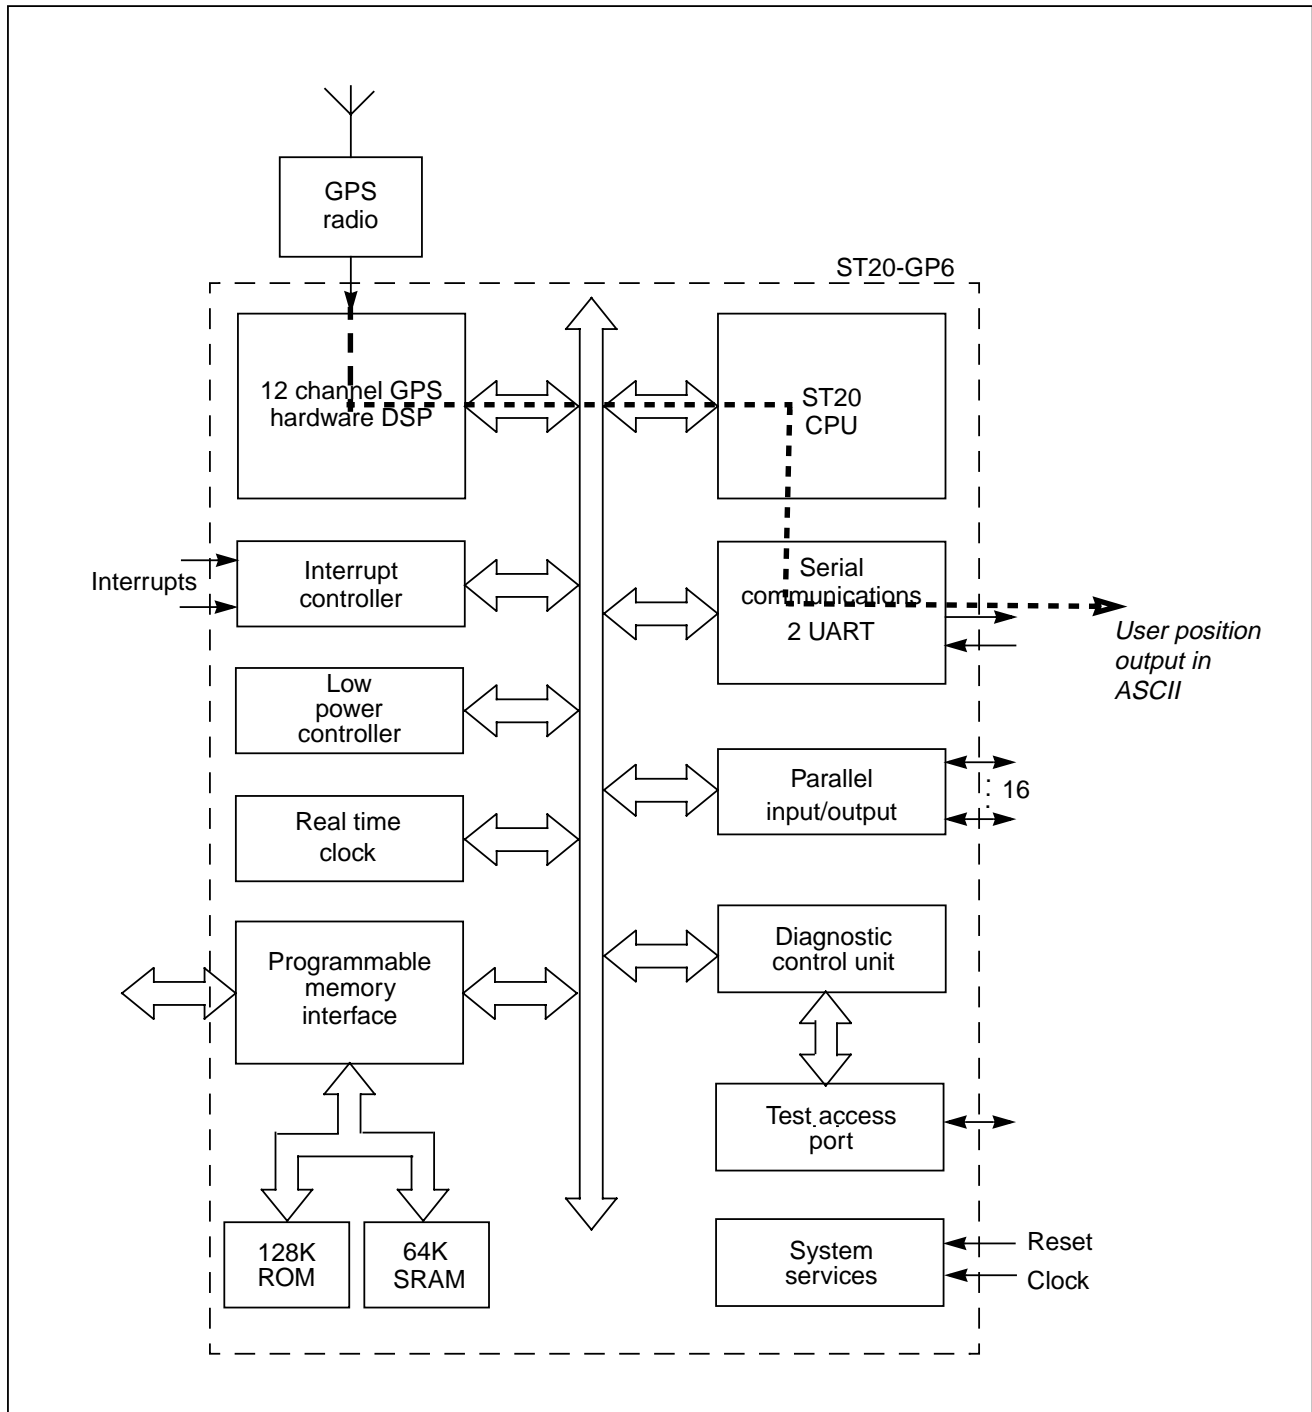 GPS
radio
ST20-GP6
12 channel GPS
hardware DSP
ST20
CPU
Interrupts
Interrupt
controller
Serial
communications
2 UART
User position
output in
ASCII
Low
power
controller
Parallel
input/output
16
Real time
clock
Programmable
memory
interface
Diagnostic
control unit
Test access
port
128K
ROM
64K
SRAM
System
services
Reset
Clock